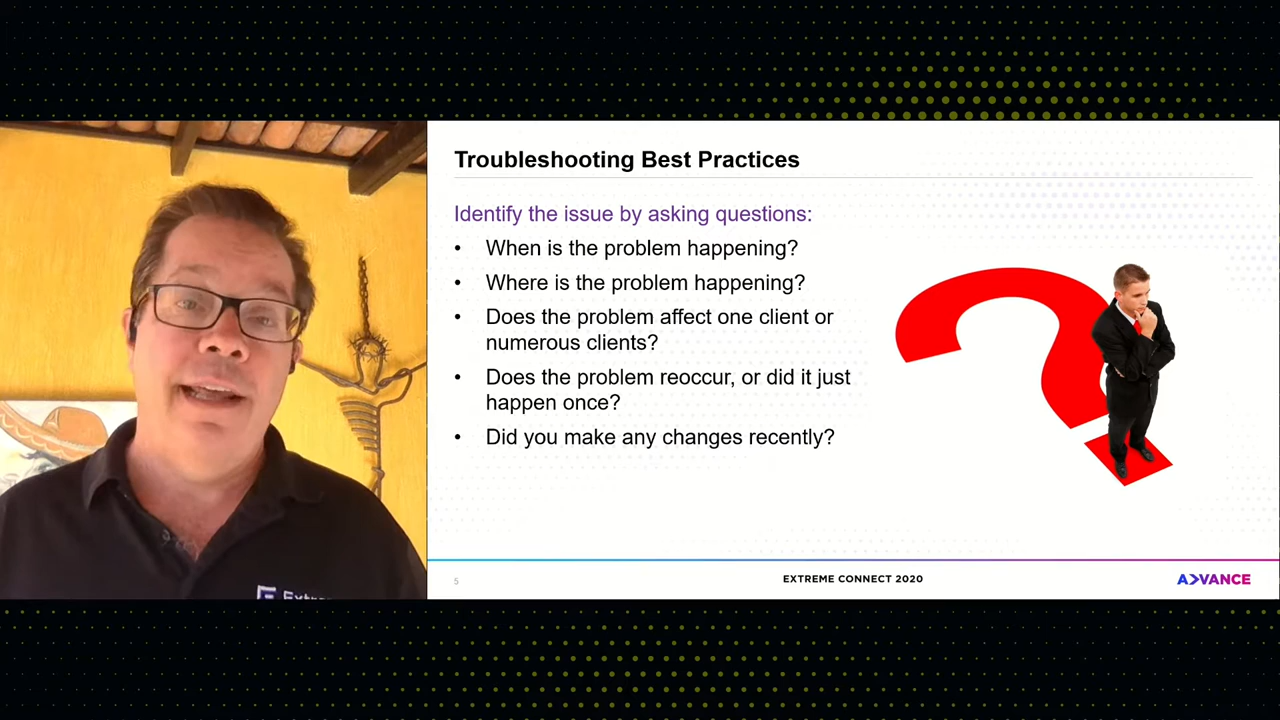 Troubleshooting Best Practices
Identify the issue by asking questions:
• When is the problem happening?
• Where is the problem happening?
• Does the problem affect one client or
numerous clients?
• Does the problem reoccur, or did it just
happen once?
• Did you make any changes recently?
5
EXTREME CONNECT 2020
ADVANCE